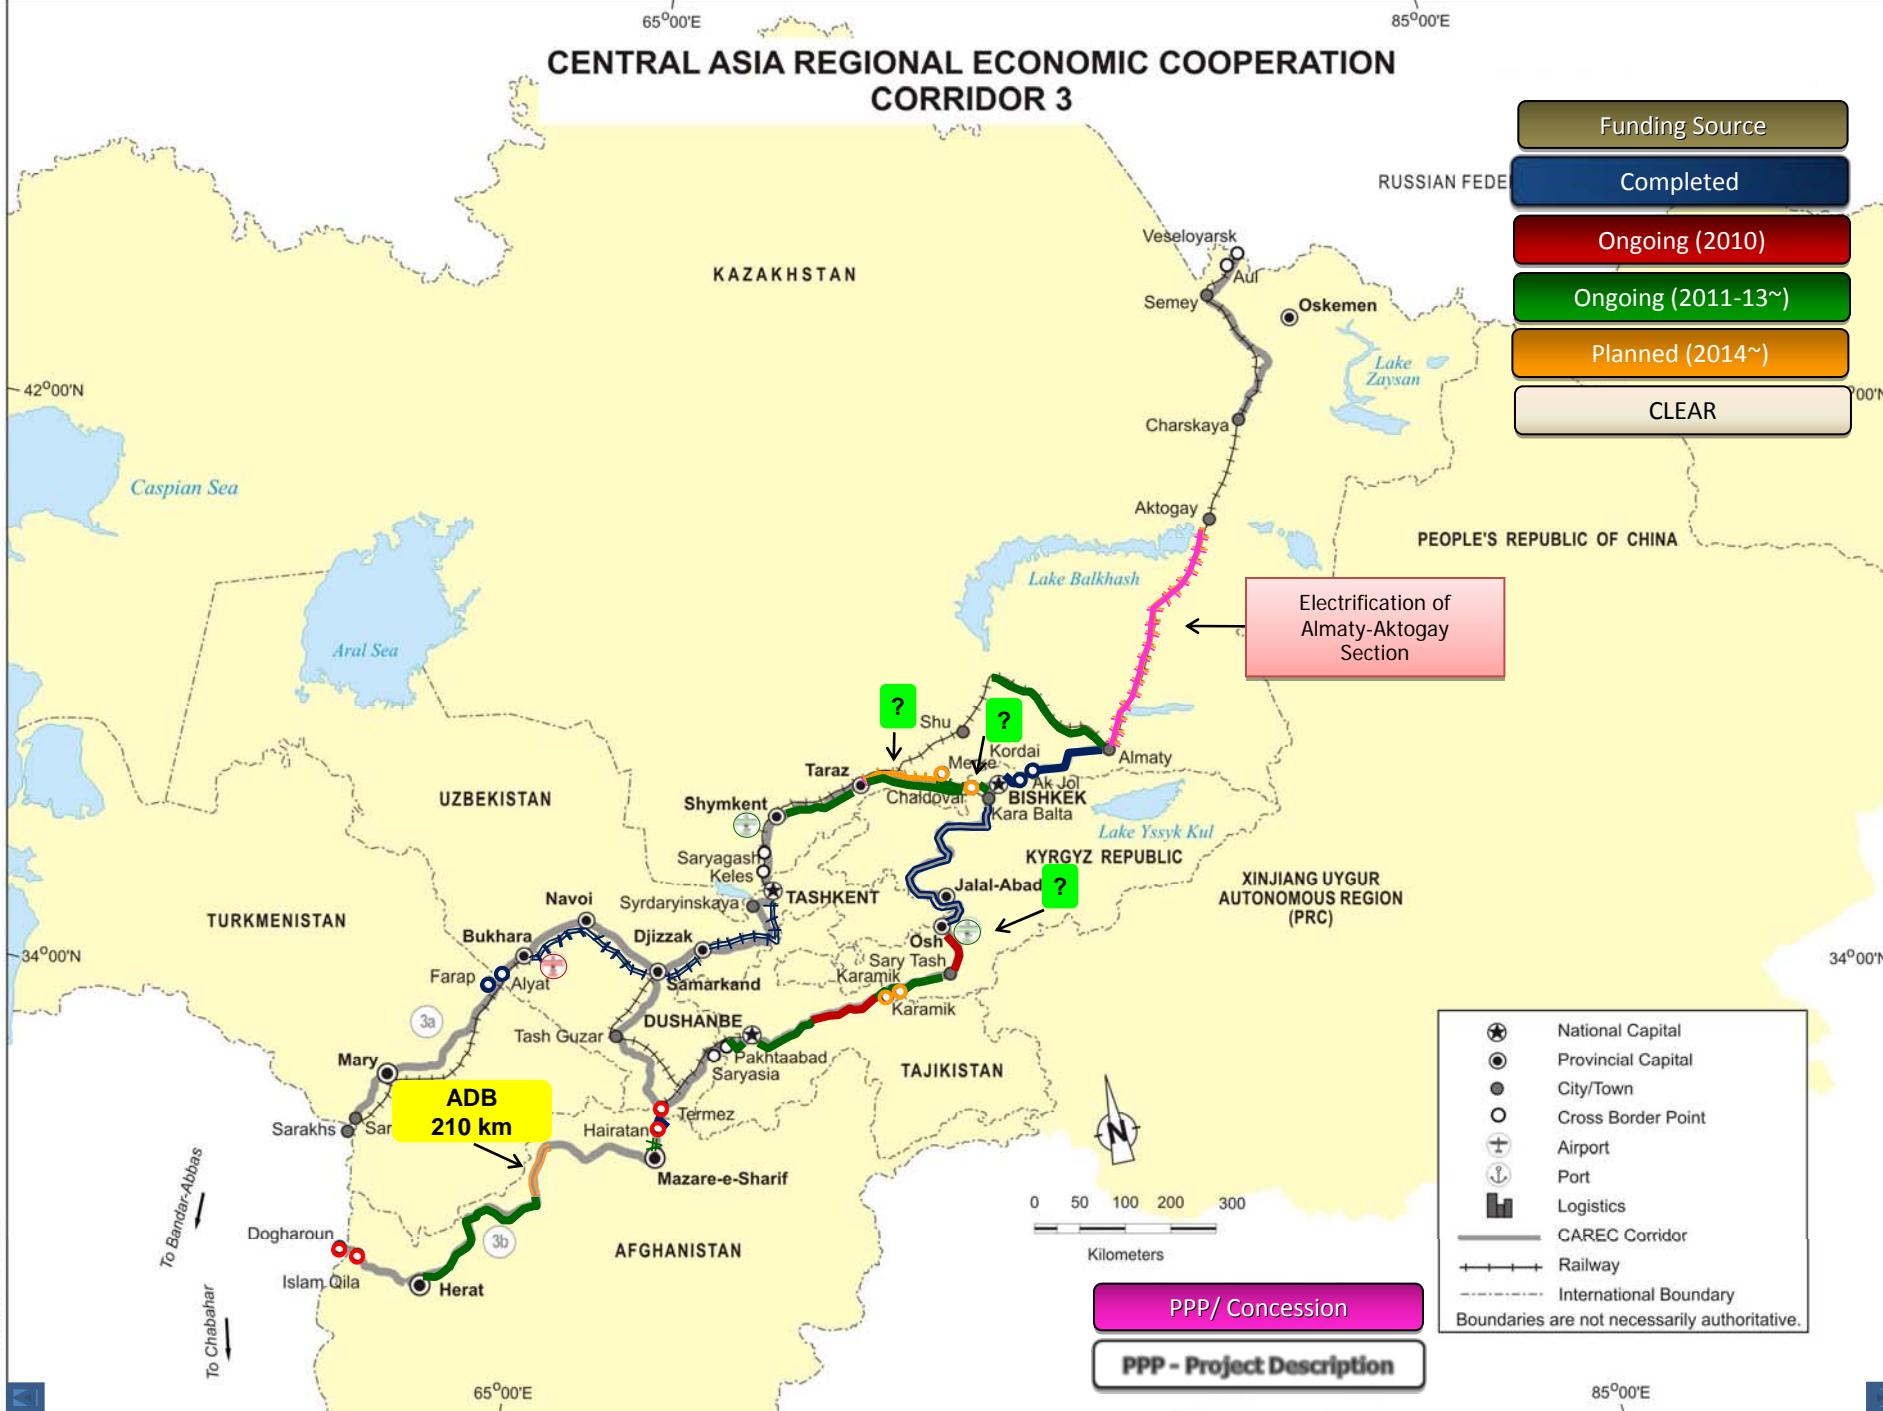 65°00'E
85°00'E
CENTRAL ASIA REGIONAL ECONOMIC COOPERATION
CORRIDOR 3
Funding Source
RUSSIAN FEDE
Completed
Ongoing (2010)
Ongoing (2011-13~)
Planned (2014~)
CLEAR
Veseloyarsk
Aul
KAZAKHSTAN
Semey
Oskemen
Lake
Zaysan
42°00'N
00'N
Charskaya
Caspian Sea
Aktogay
PEOPLE'S REPUBLIC OF CHINA
Lake Balkhash
Electrification of
Almaty-Aktogay
Section
Aral Sea
?
?
Shu
Kordai
Almaty
Merke
Taraz
Ak Jol
UZBEKISTAN
Shymkent
Chaldovar
BISHKEK
Kara Balta
Lake Yssyk Kul
Saryagash
KYRGYZ REPUBLIC
Keles
Jalal-Abad
?
XINJIANG UYGUR
AUTONOMOUS REGION
(PRC)
TASHKENT
Navoi
Syrdaryinskaya
TURKMENISTAN
Bukhara
Djizzak
Osh
34°00'N
34°00'N
Sary Tash
Farap
Alyat
Samarkand
Karamik
Karamik
3a
DUSHANBE
Tash Guzar
Mary
Pakhtaabad
Saryasia
TAJIKISTAN
ADB
210 km
Termez
Sarakhs
Sar
Hairatan
Mazare-e-Sharif
N
To Bandar-Abbas
Dogharoun
3b
AFGHANISTAN
Islam Qila
Herat
To Chabahar
0 50 100 200 300
Kilometers
National Capital
Provincial Capital
City/Town
Cross Border Point
Airport
Port
Logistics
CAREC Corridor
Railway
International Boundary
Boundaries are not necessarily authoritative.
PPP/ Concession
PPP - Project Description
65°00'E
85°00'E